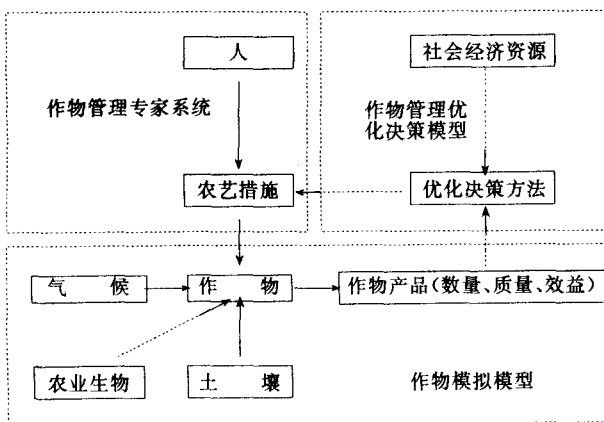 人
社会经济资源
作物管理专家系统
作物管理优
化决策模型
农艺措施
优化决策方法
气 候
作 物
作物产品(数量、质量、效益)
农业生物
土 壤
作物模拟模型